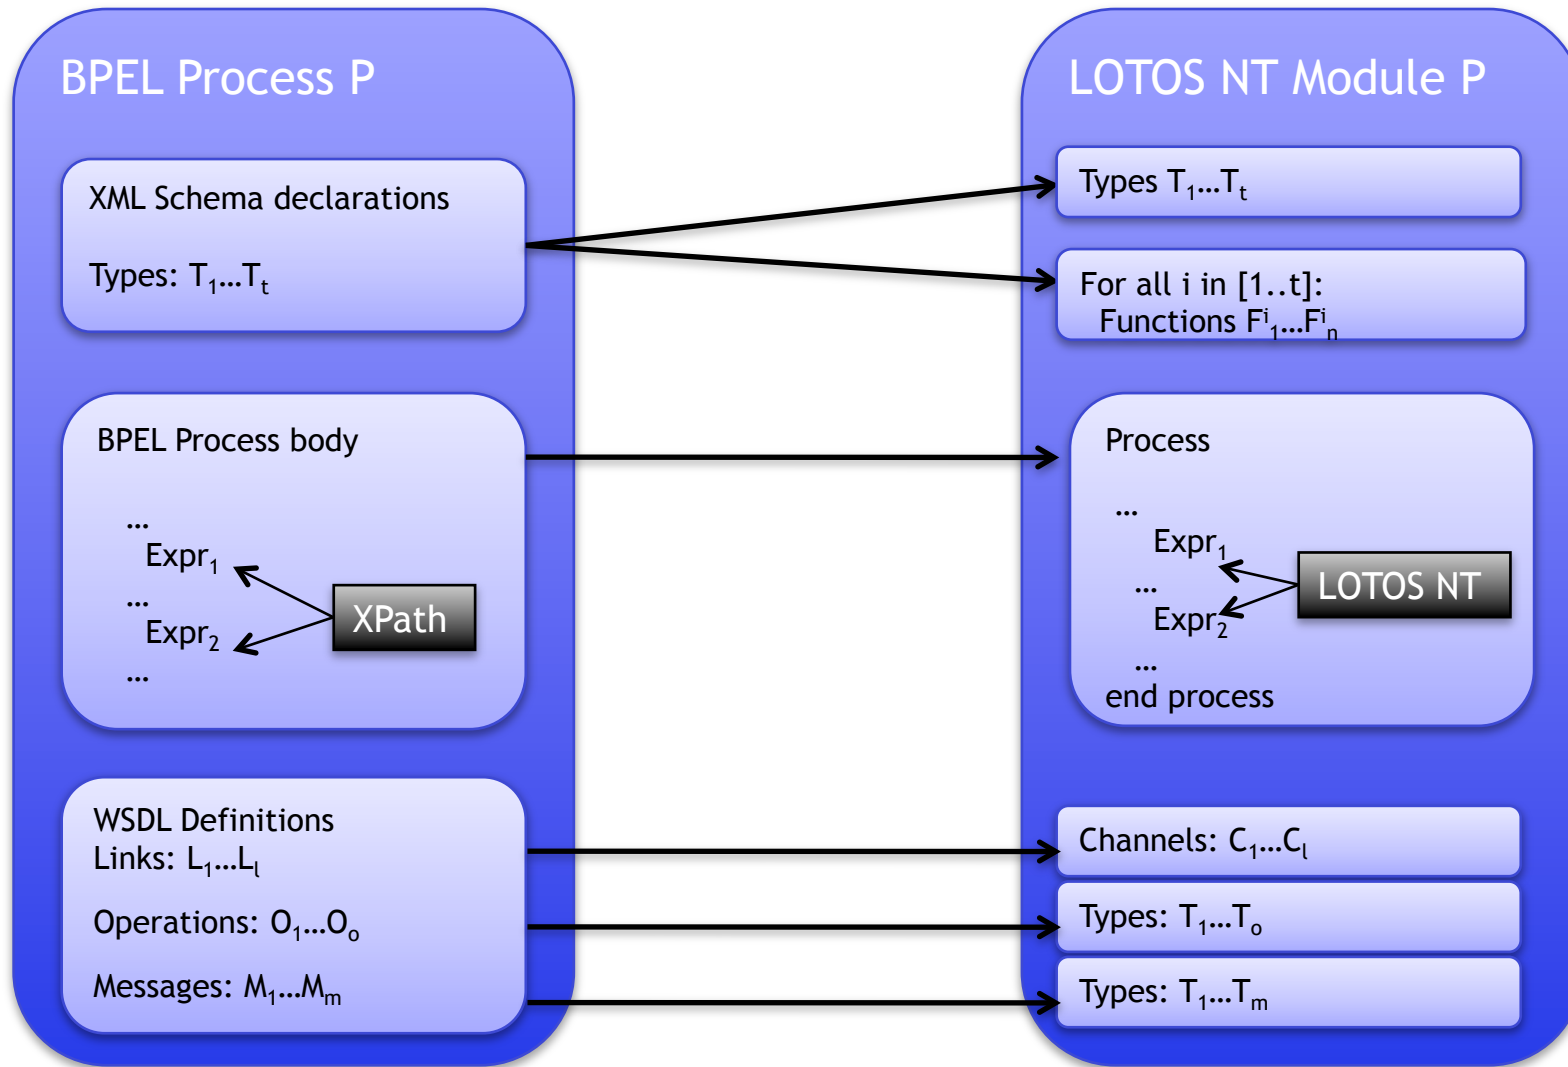 BPEL Process P
XML Schema declarations
Types: T₁…Tₜ
BPEL Process body
…
Expr₁
…
Expr₂
…
XPath
WSDL Definitions
Links: L₁…Lₗ
Operations: O₁…Oₒ
Messages: M₁…Mₘ
LOTOS NT Module P
Types T₁…Tₜ
For all i in [1..t]:
Functions Fⁱ₁…Fⁱₙ
Process
…
Expr₁
…
Expr₂
…
end process
LOTOS NT
Channels: C₁…Cₗ
Types: T₁…Tₒ
Types: T₁…Tₘ